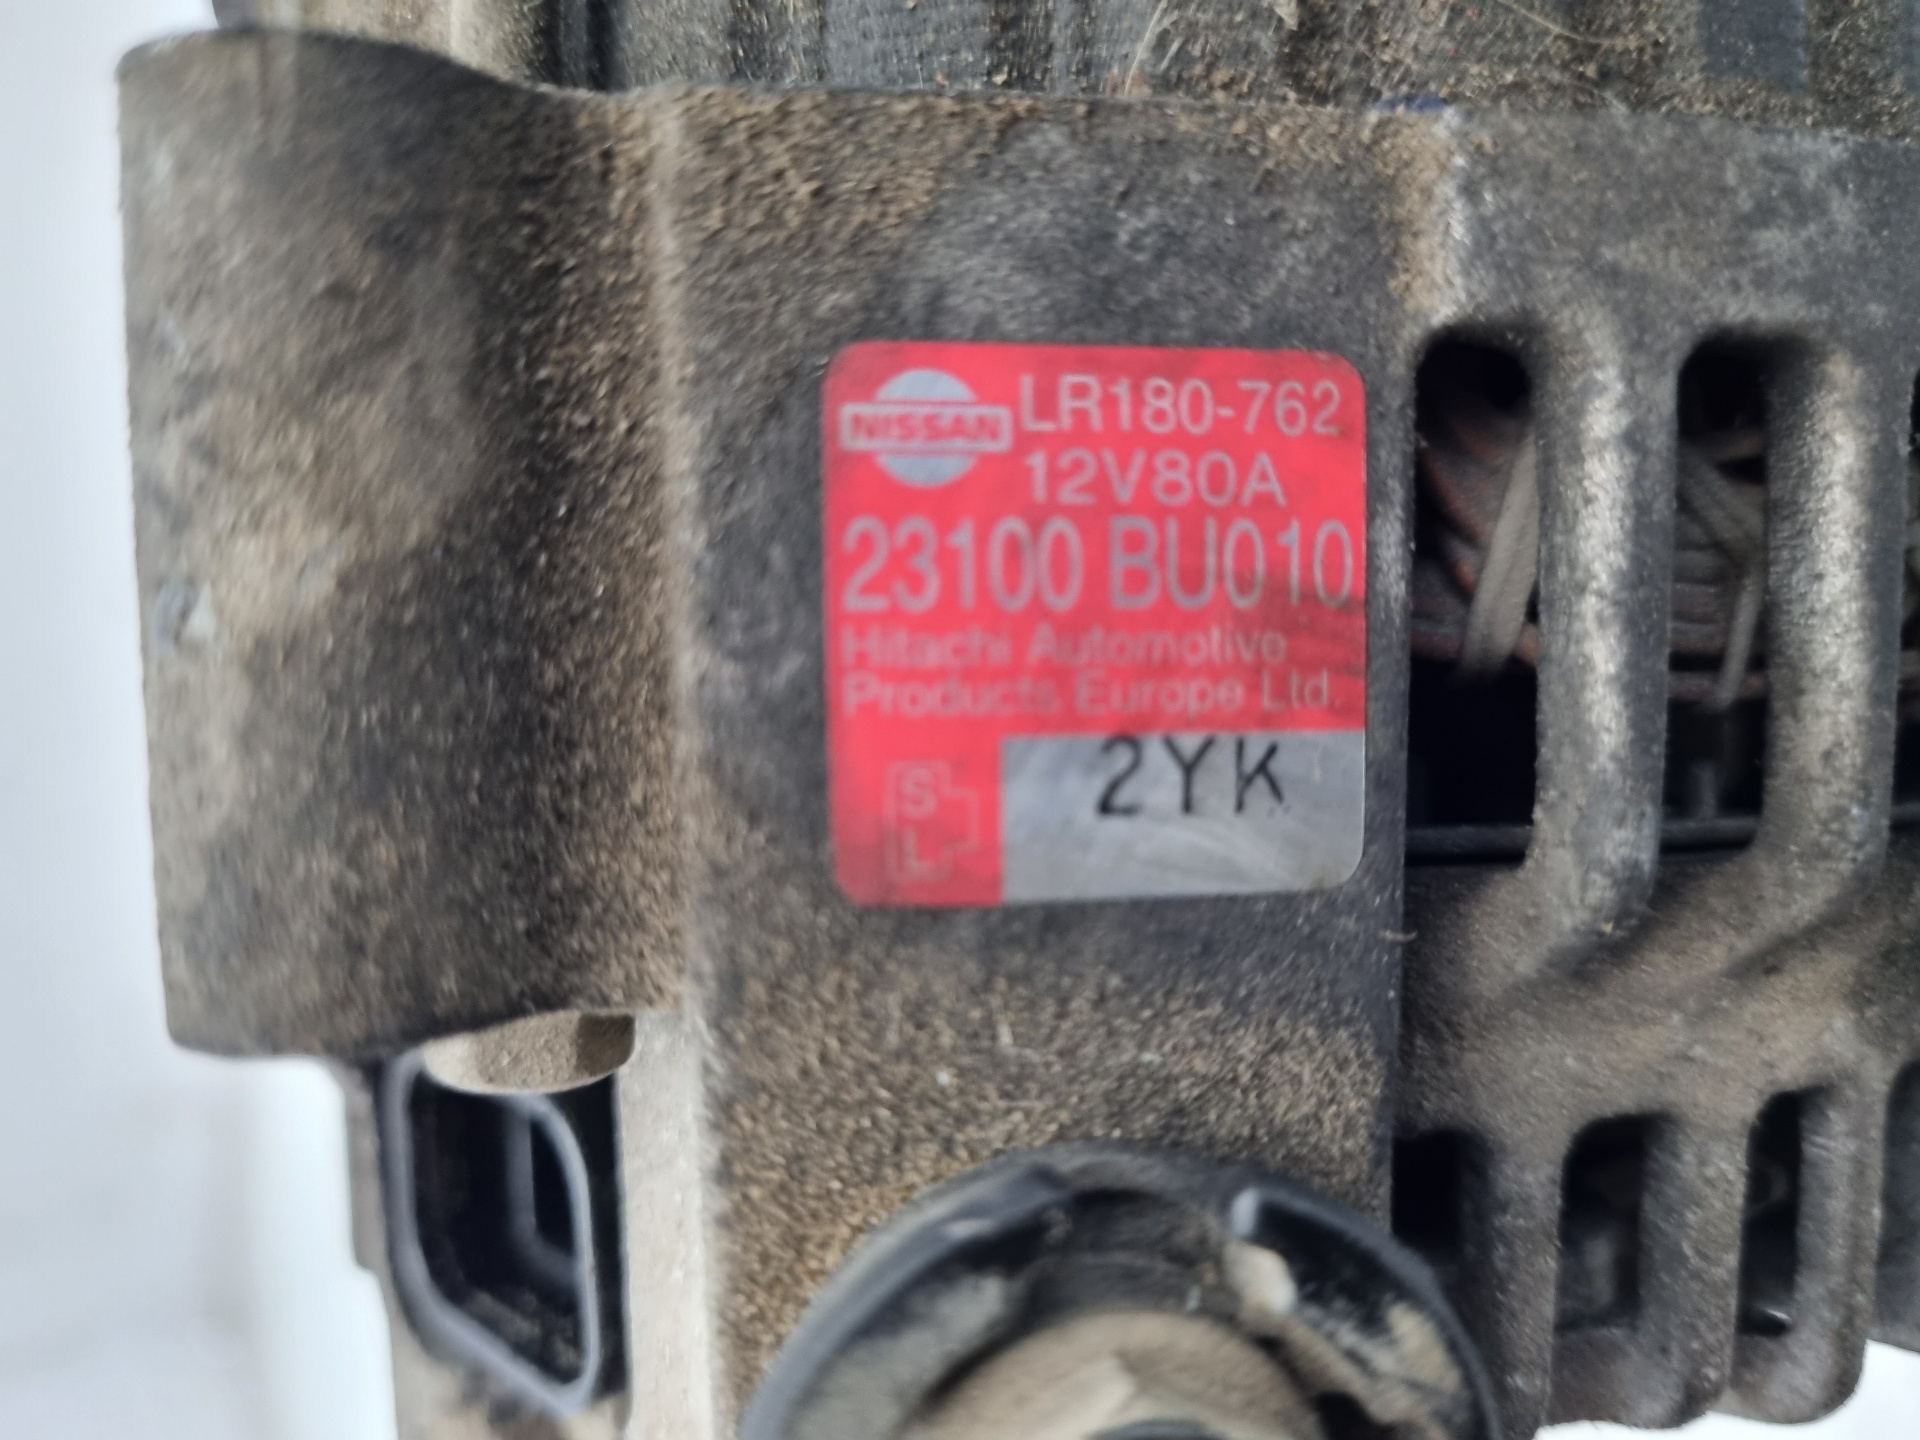 NISSAN LR180-762
12V80A
23100 BU010
Hitachi Automotive
Products Europe Ltd.
2YK
S
L